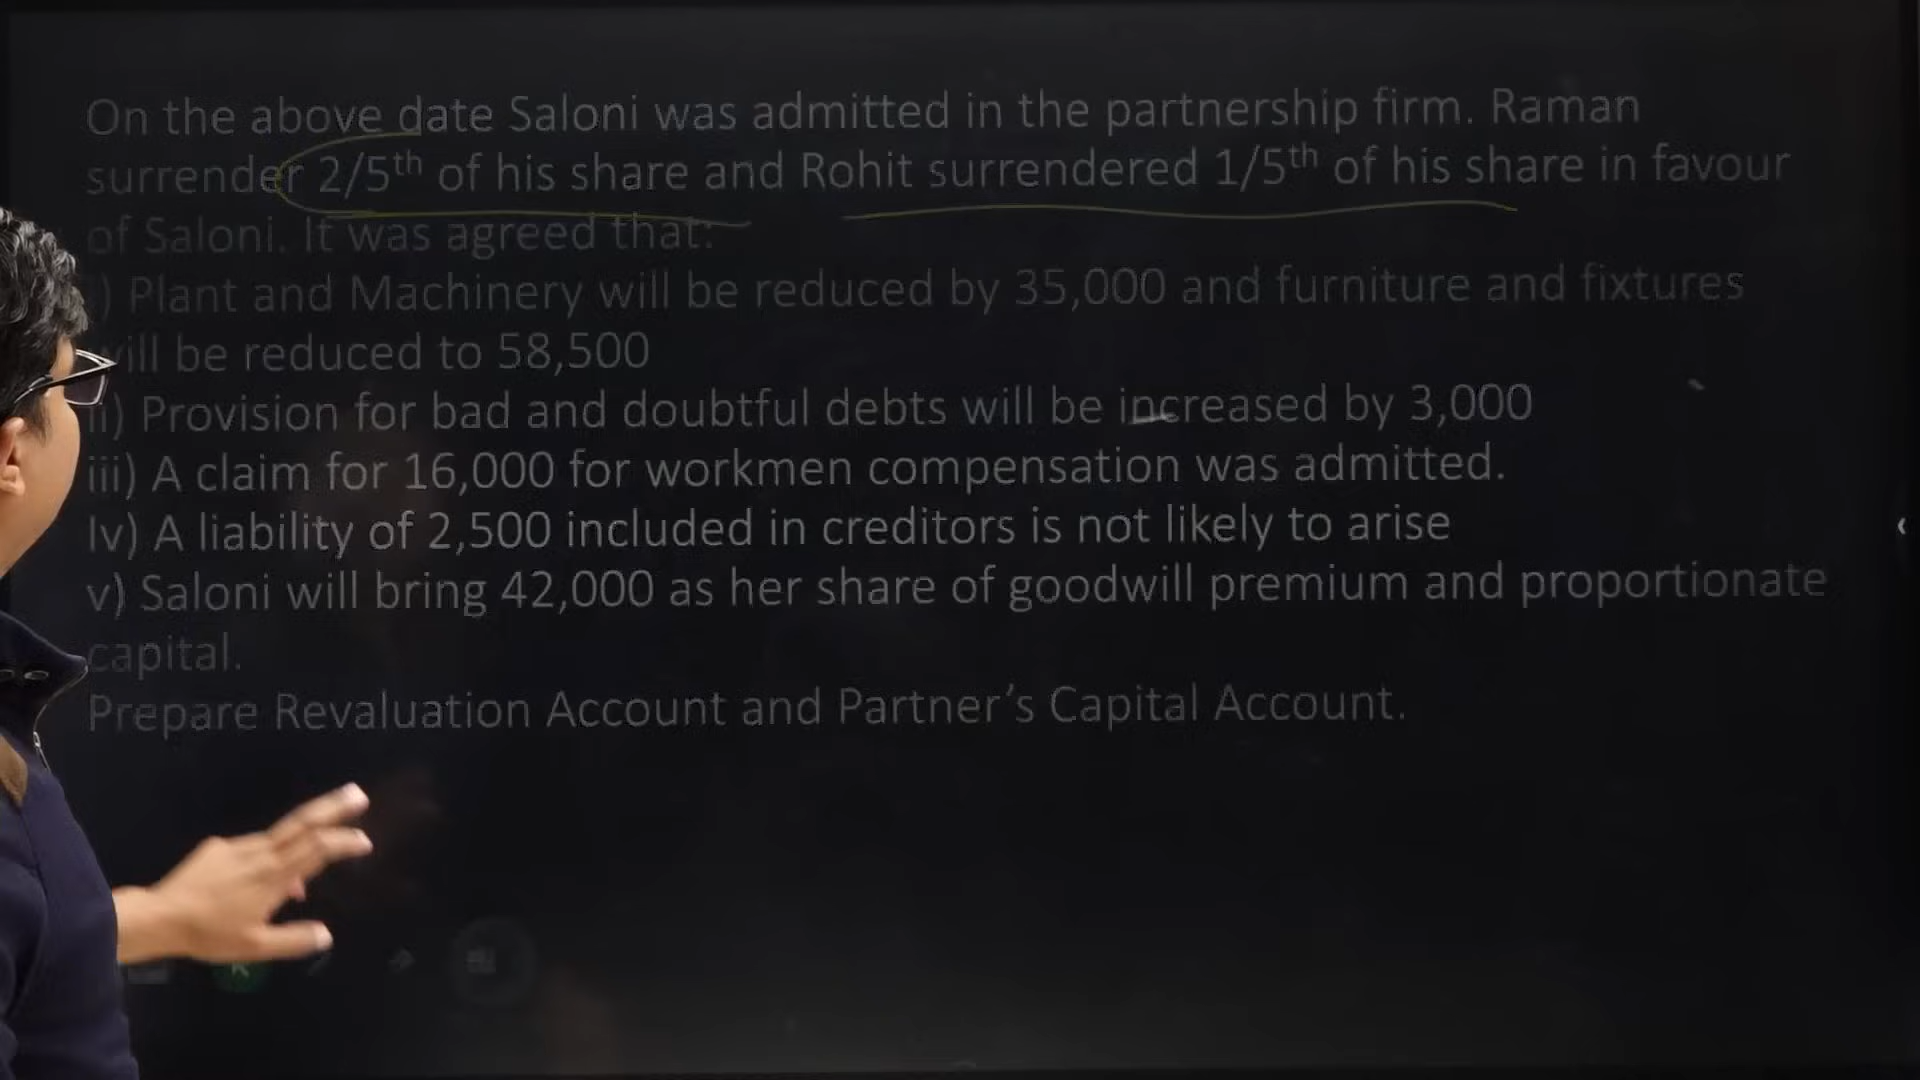 On the above date Saloni was admitted in the partnership firm. Raman
surrender 2/5th of his share and Rohit surrendered 1/5th of his share in favour
of Saloni. It was agreed that:
) Plant and Machinery will be reduced by 35,000 and furniture and fixtures
will be reduced to 58,500
ii) Provision for bad and doubtful debts will be increased by 3,000
iii) A claim for 16,000 for workmen compensation was admitted.
Iv) A liability of 2,500 included in creditors is not likely to arise
v) Saloni will bring 42,000 as her share of goodwill premium and proportionate
capital.
Prepare Revaluation Account and Partner’s Capital Account.